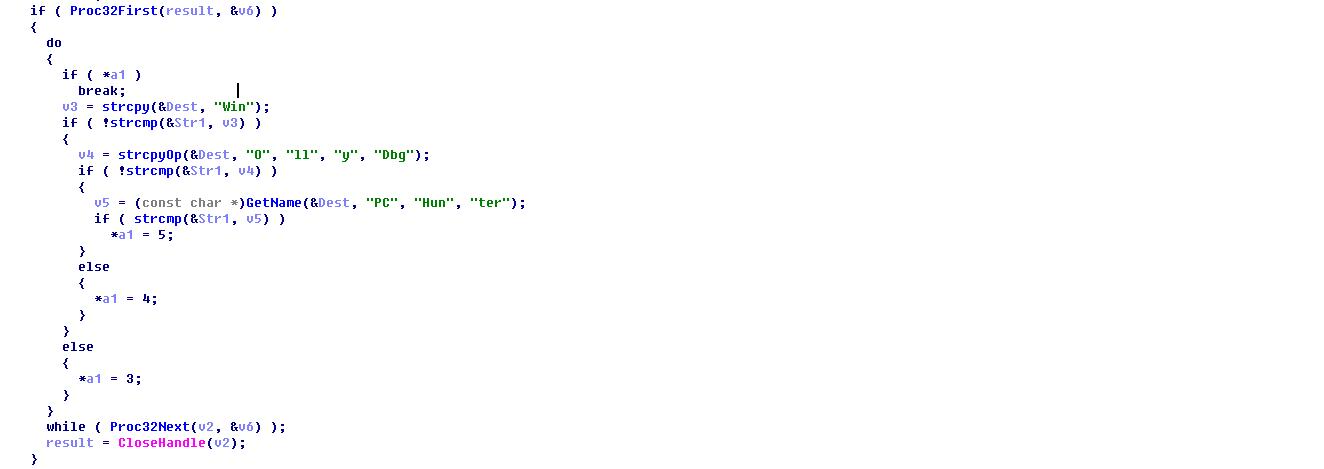 if ( Proc32First(result, &v6) )
{
do
{
if ( *a1 )
break;
v3 = strcpy(&Dest, "Win");
if ( !strcmp(&Str1, v3) )
{
v4 = strcpyOp(&Dest, "O", "ll", "y", "Dbg");
if ( !strcmp(&Str1, v4) )
{
v5 = (const char *)GetName(&Dest, "PC", "Hun", "ter");
if ( strcmp(&Str1, v5) )
*a1 = 5;
}
else
{
*a1 = 4;
}
}
else
{
*a1 = 3;
}
}
while ( Proc32Next(v2, &v6) );
result = CloseHandle(v2);
}